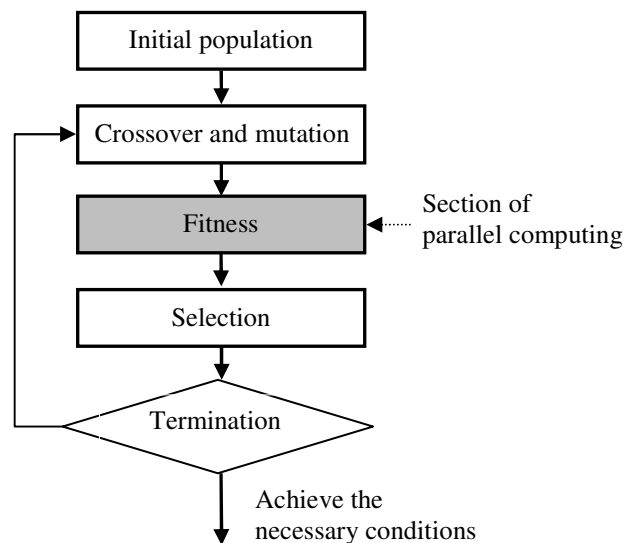 Initial population
Crossover and mutation
Fitness
Section of
parallel computing
Selection
Termination
Achieve the
necessary conditions